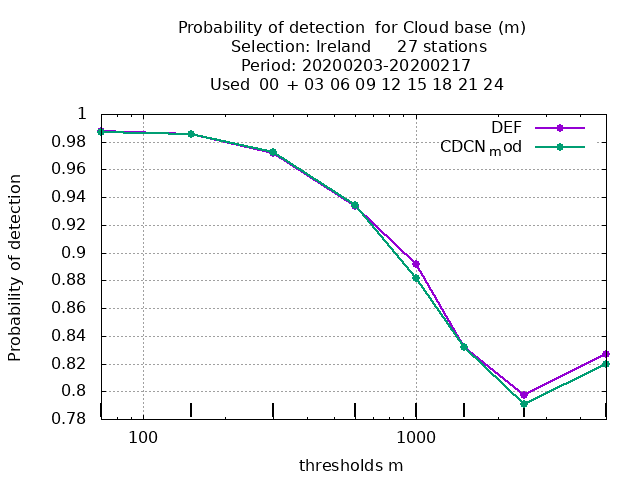 Probability of detection  for Cloud base (m)
Selection: Ireland     27 stations
Period: 20200203-20200217
Used  00 + 03 06 09 12 15 18 21 24
DEF
CDCNmod
1
0.98
0.96
0.94
0.92
0.9
0.88
0.86
0.84
0.82
0.8
0.78
Probability of detection
100
1000
thresholds m